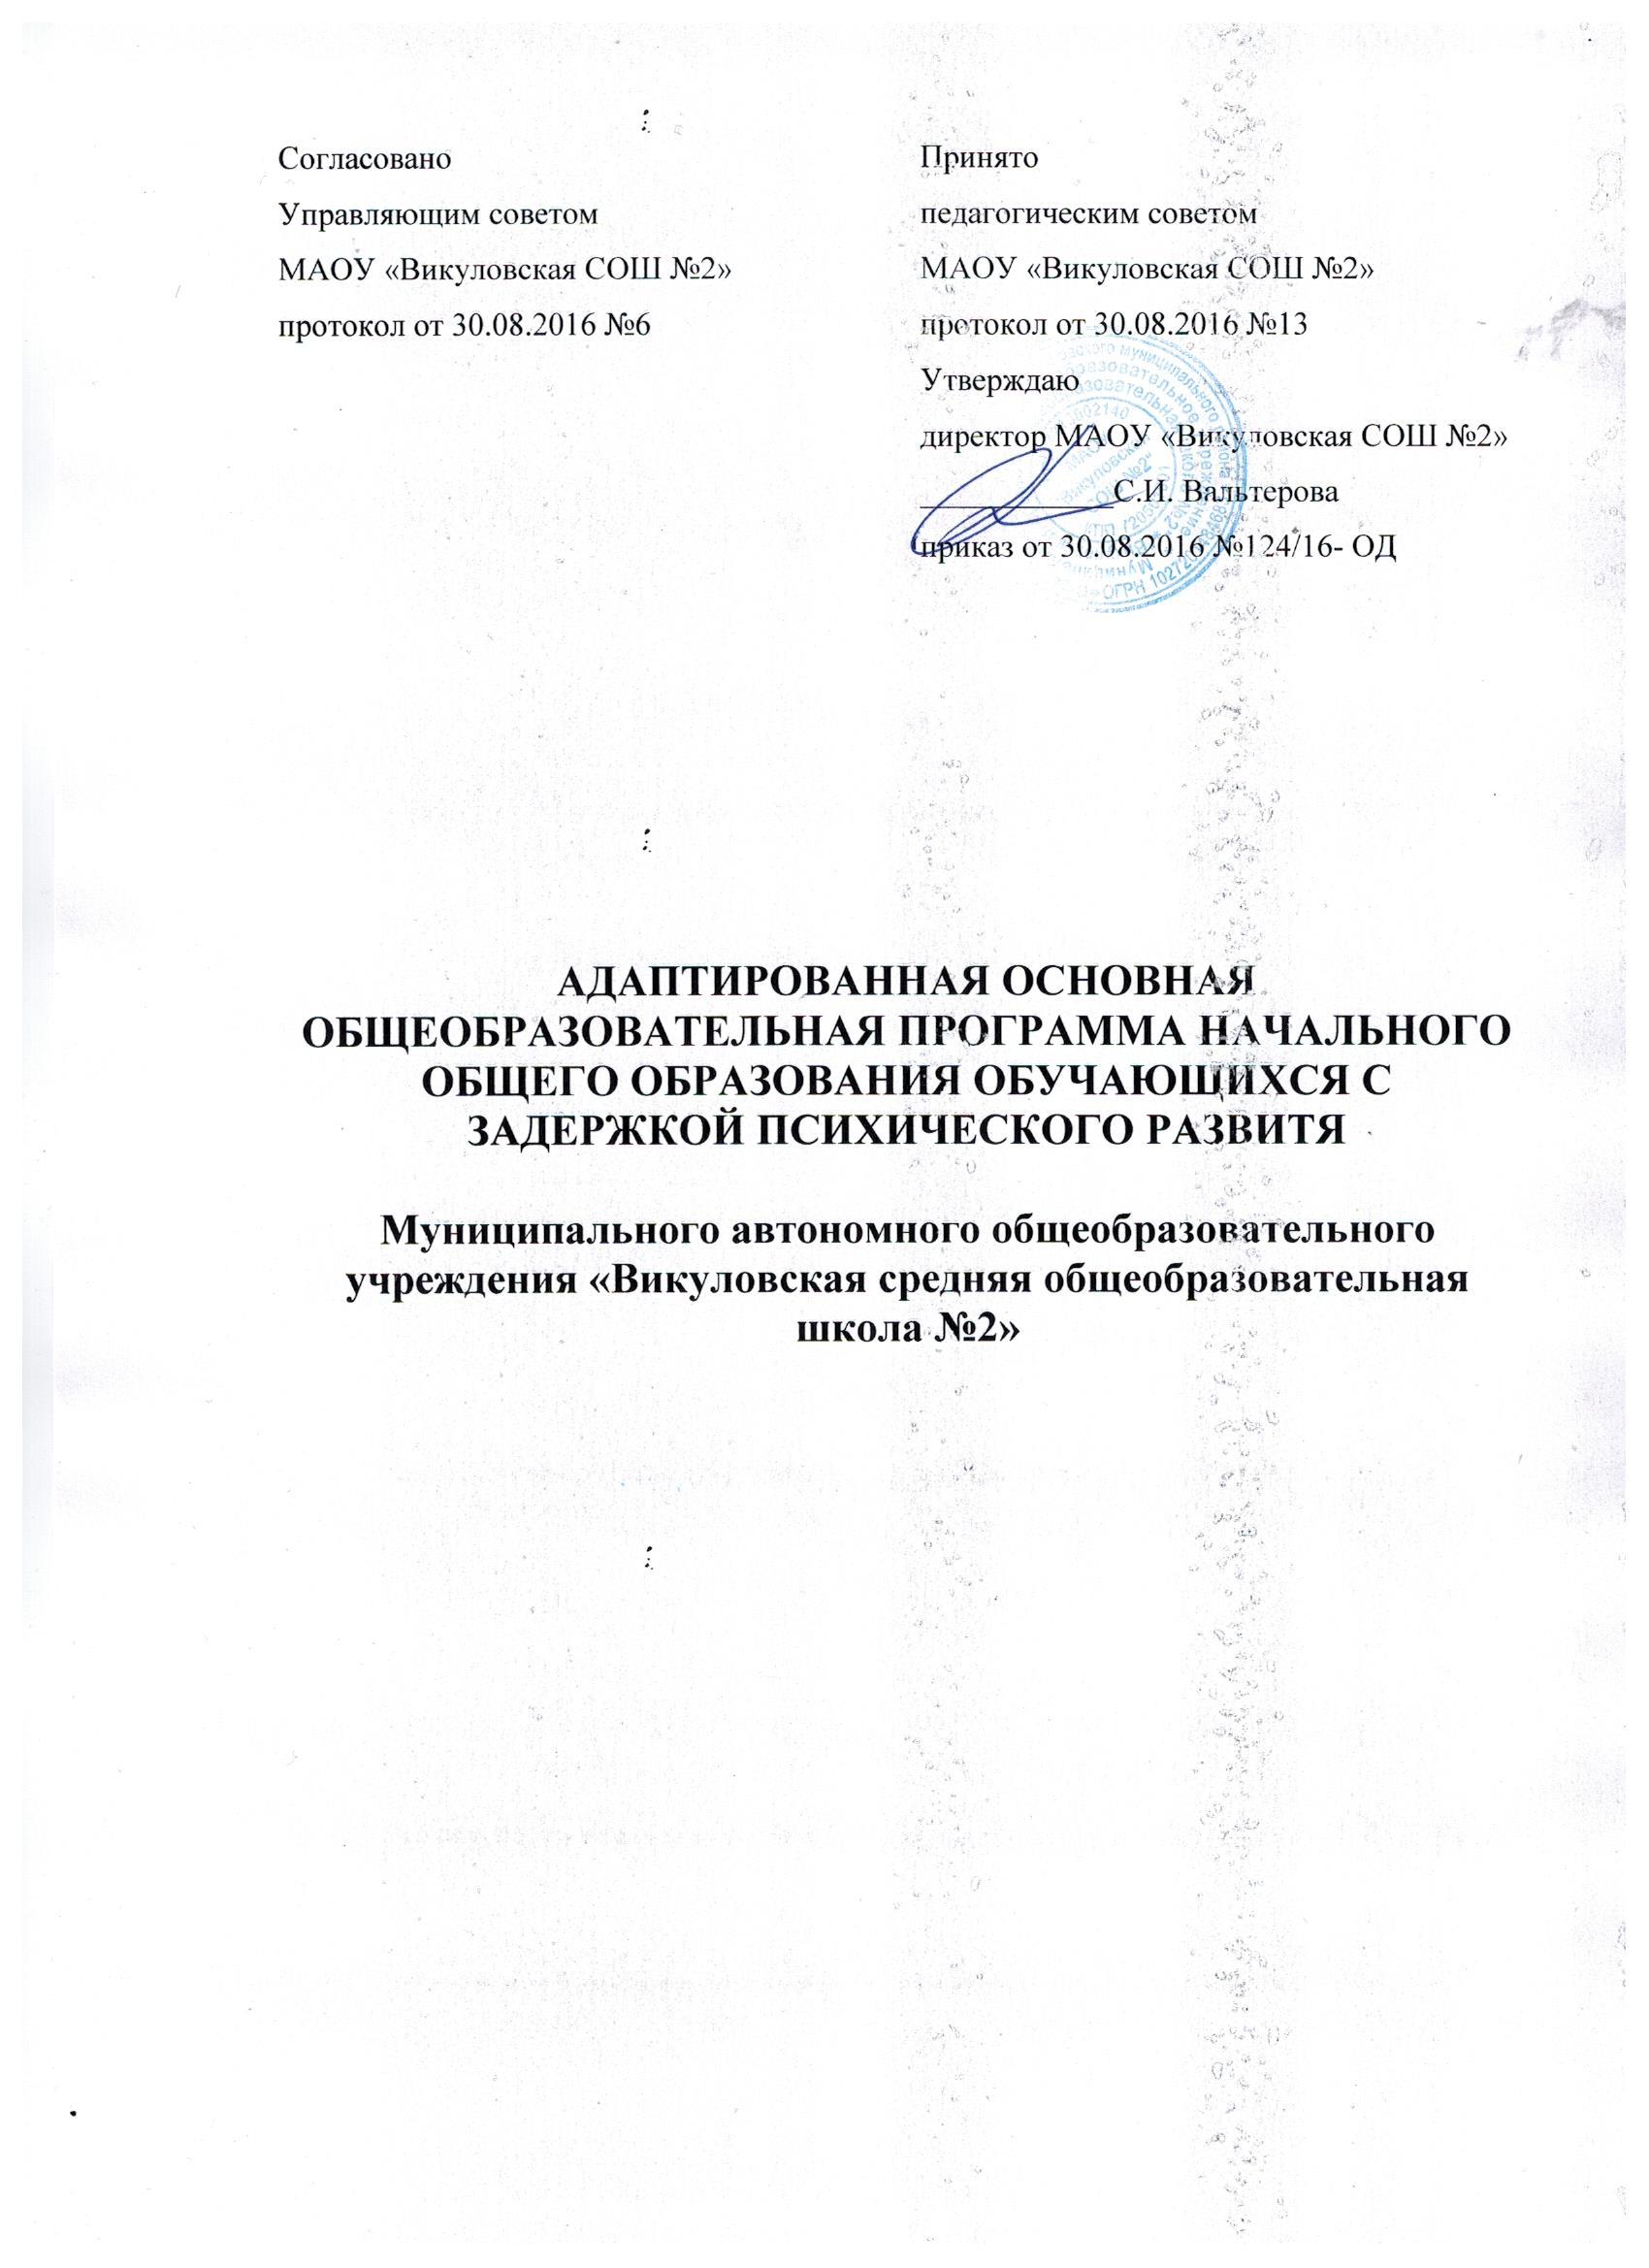 Согласовано
Управляющим советом
МАОУ «Викуловская СОШ №2»
протокол от 30.08.2016 №6
Принято
педагогическим советом
МАОУ «Викуловская СОШ №2»
протокол от 30.08.2016 №13
Утверждаю
директор МАОУ «Викуловская СОШ №2»
____________С.И. Вальтерова
приказ от 30.08.2016 №124/16- ОД
АДАПТИРОВАННАЯ ОСНОВНАЯ
ОБЩЕОБРАЗОВАТЕЛЬНАЯ ПРОГРАММА НАЧАЛЬНОГО
ОБЩЕГО ОБРАЗОВАНИЯ ОБУЧАЮЩИХСЯ С
ЗАДЕРЖКОЙ ПСИХИЧЕСКОГО РАЗВИТЯ
Муниципального автономного общеобразовательного
учреждения «Викуловская средняя общеобразовательная
школа №2»